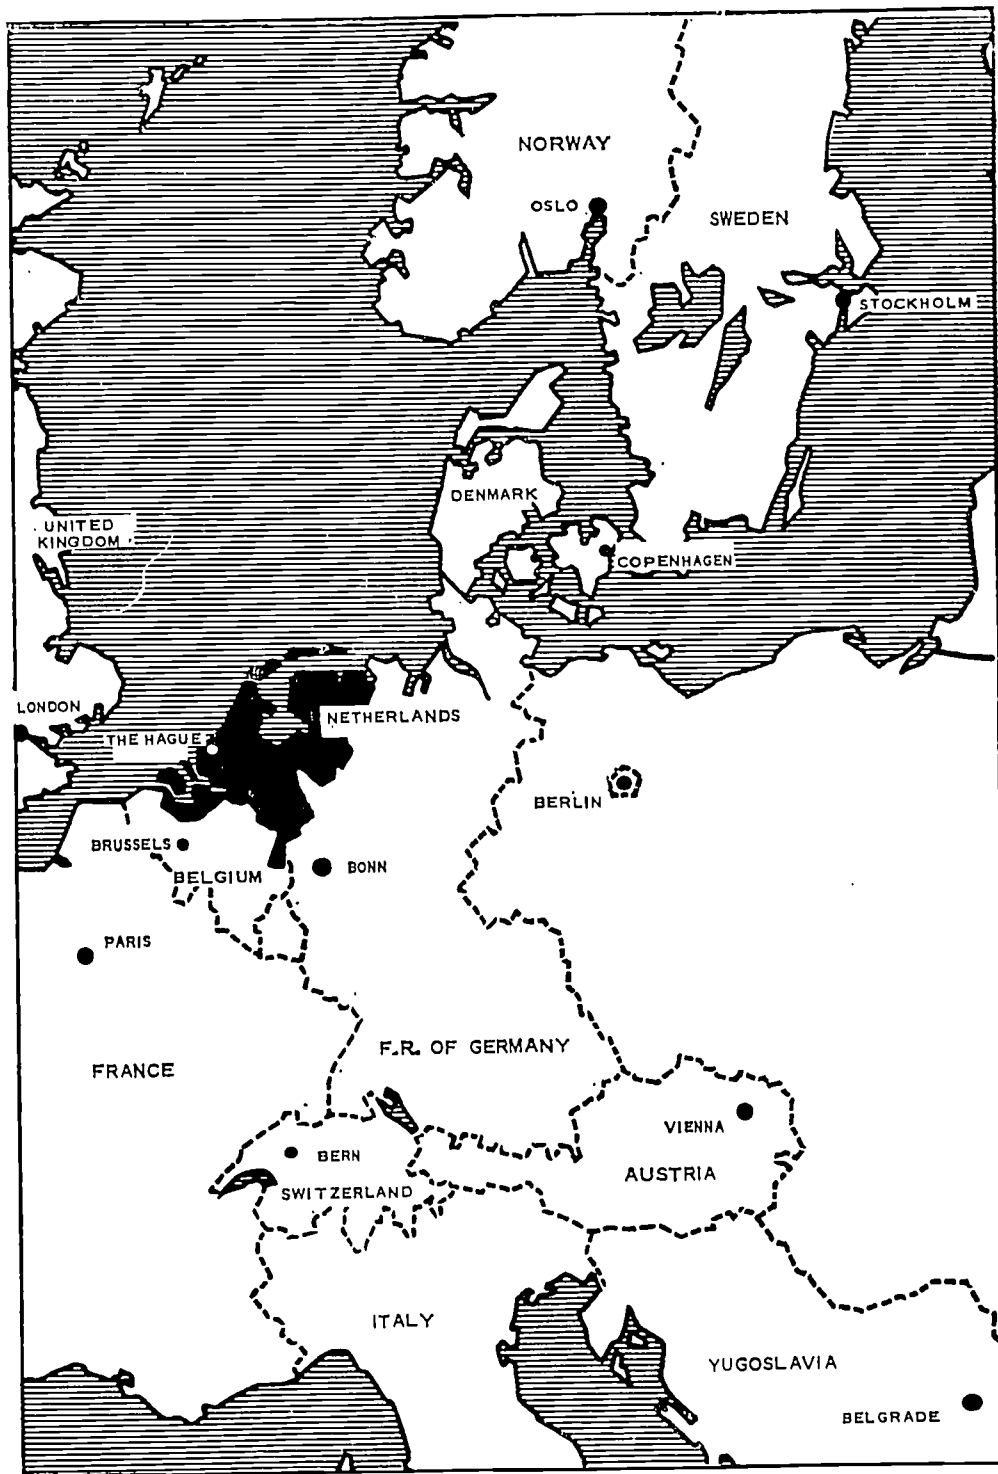 NORWAY
OSLO
SWEDEN
STOCKHOLM
DENMARK
UNITED
KINGDOM
COPENHAGEN
LONDON
NETHERLANDS
THE HAGUE
BERLIN
BRUSSELS
BONN
BELGIUM
PARIS
F.R. OF GERMANY
FRANCE
VIENNA
BERN
AUSTRIA
SWITZERLAND
ITALY
YUGOSLAVIA
BELGRADE